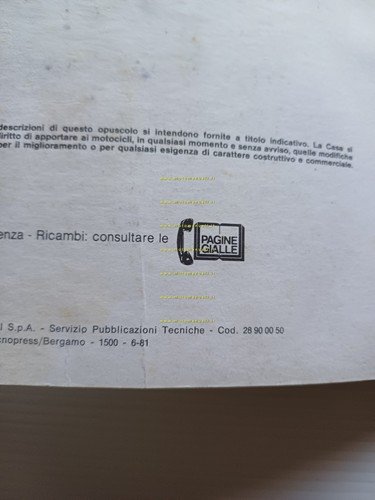 descrizioni di questo opuscolo si intendono fornite a titolo indicativo. La Casa si
diritto di apportare ai motocicli, in qualsiasi momento e senza avviso, quelle modifiche
per il miglioramento o per qualsiasi esigenza di carattere costruttivo e commerciale.
enza - Ricambi: consultare le
PAGINE
GIALLE
I S.p.A. - Servizio Pubblicazioni Tecniche - Cod. 28 90 00 50
cnopress/Bergamo - 1500 - 6-81